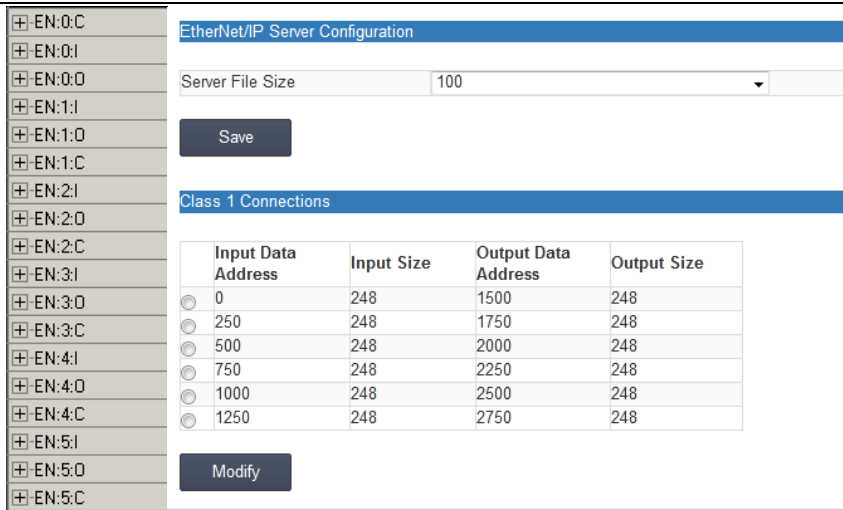 EN:0:C
EN:0:I
EN:0:O
EN:1:I
EN:1:O
EN:1:C
EN:2:I
EN:2:O
EN:2:C
EN:3:I
EN:3:O
EN:3:C
EN:4:I
EN:4:O
EN:4:C
EN:5:I
EN:5:O
EN:5:C
EtherNet/IP Server Configuration
Server File Size 100
Save
Class 1 Connections
Input Data Address Input Size Output Data Address Output Size
0 248 1500 248
250 248 1750 248
500 248 2000 248
750 248 2250 248
1000 248 2500 248
1250 248 2750 248
Modify